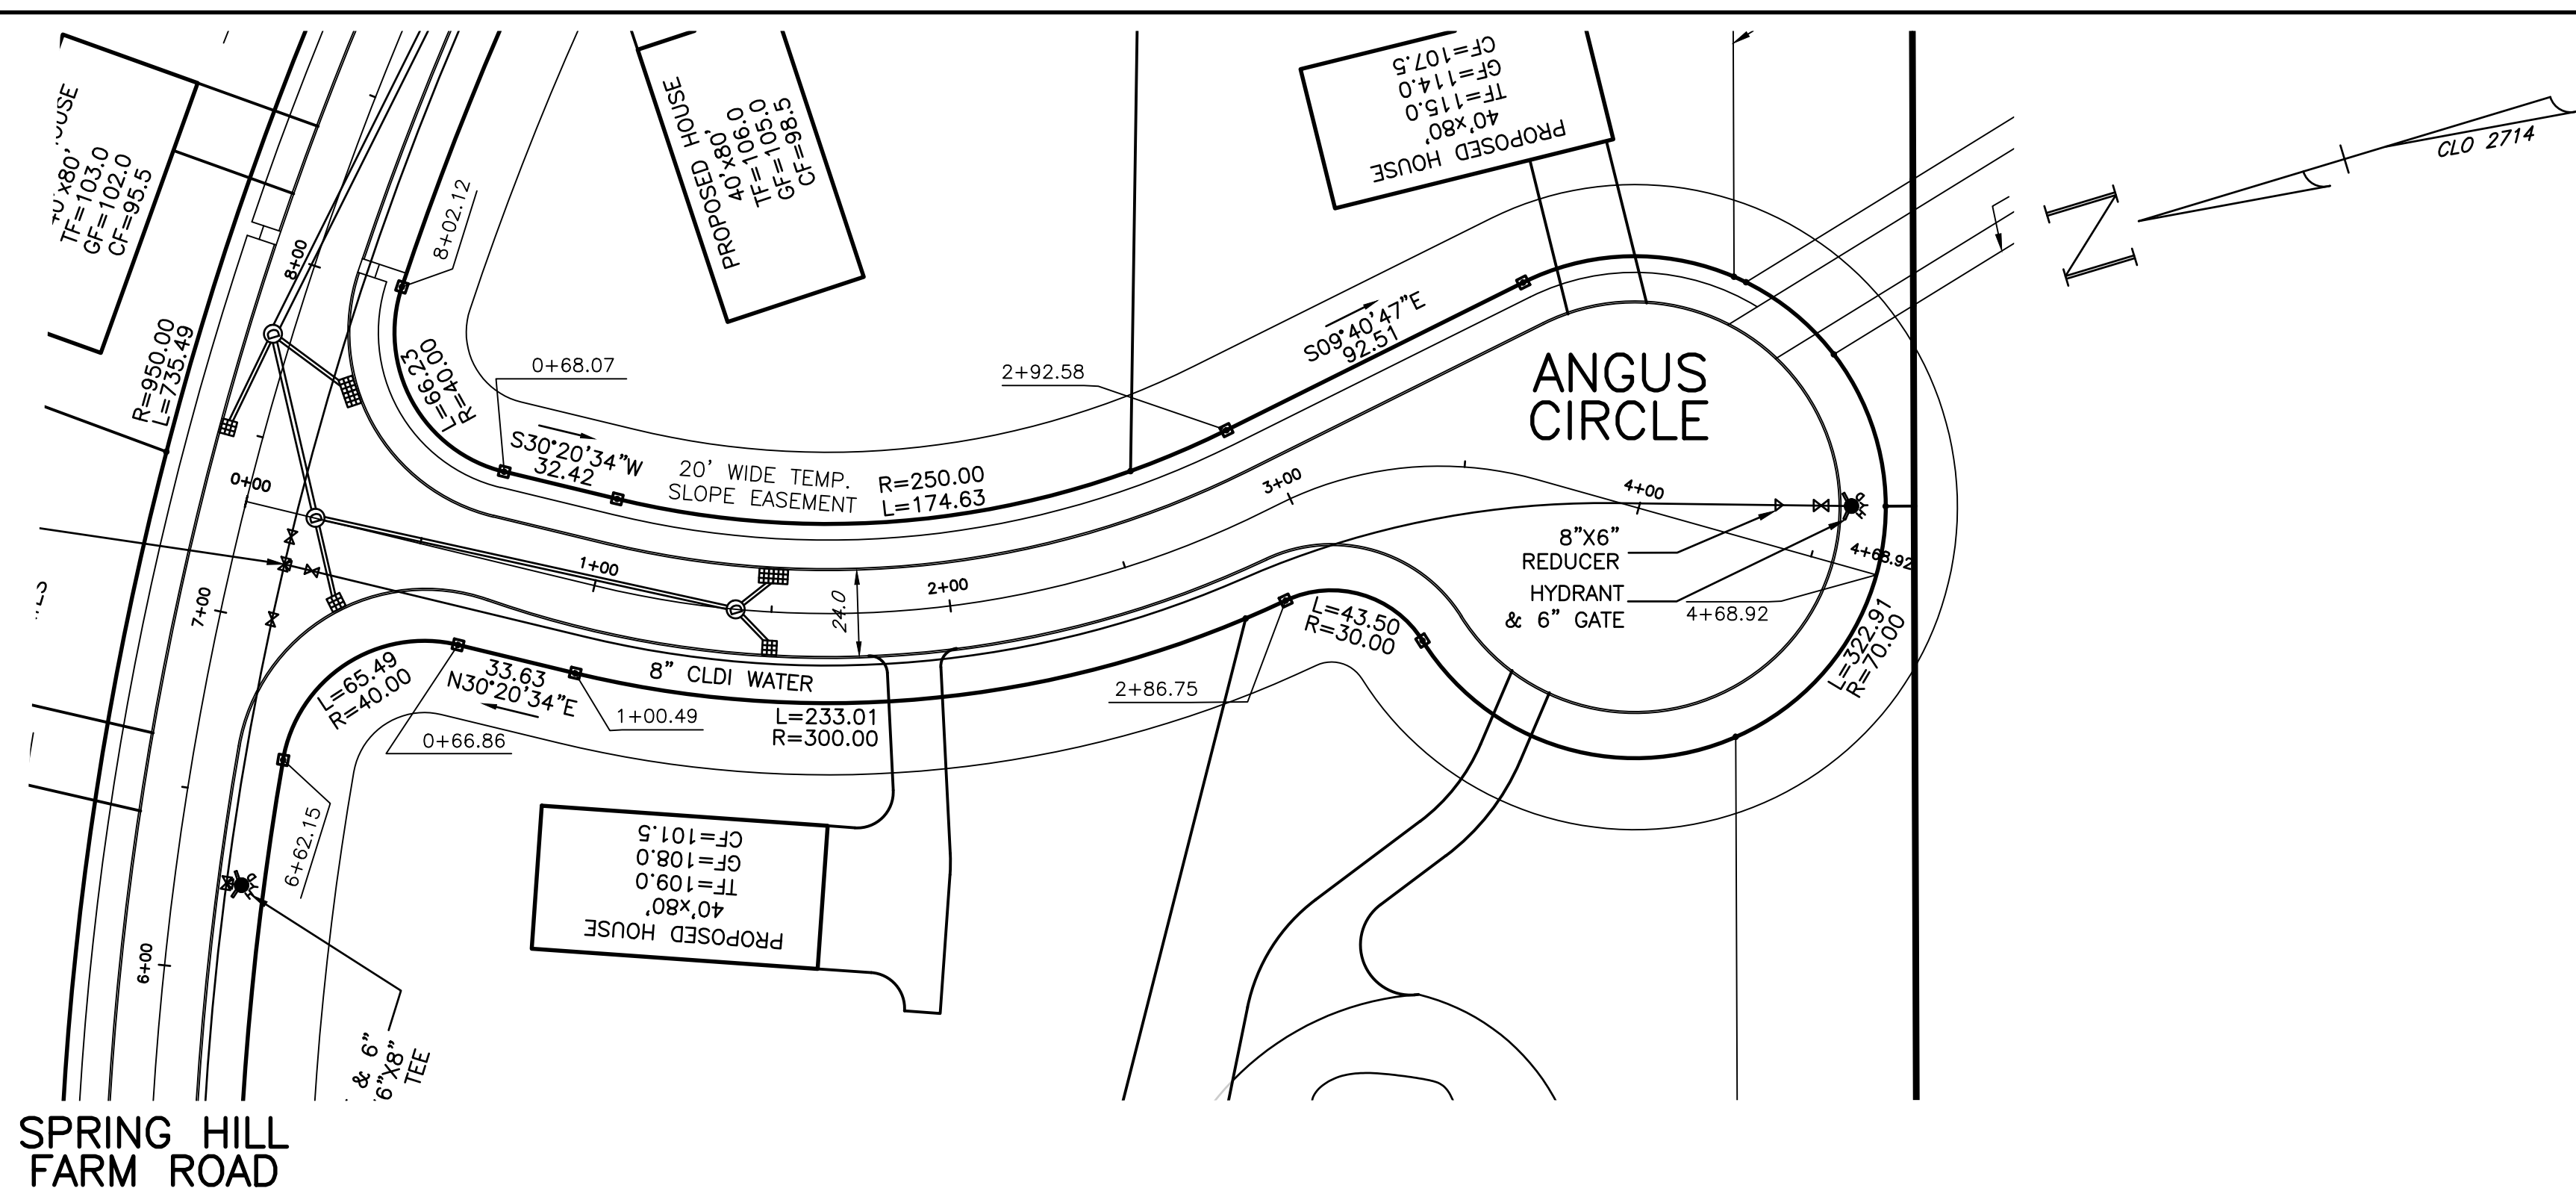 40'x80'
TF=103.0
GF=102.0
CF=95.5
PROPOSED HOUSE
40'x80'
TF=106.0
GF=105.0
CF=98.5
PROPOSED HOUSE
40'x80'
TF=115.0
GF=114.0
CF=107.5
CLO 2714
N
8+02.12
8+00
R=950.00
L=735.49
L=66.23
R=40.00
0+68.07
S30°20'34"W
32.42
20' WIDE TEMP.
SLOPE EASEMENT
R=250.00
L=174.63
2+92.58
S09°40'47"E
92.51
ANGUS
CIRCLE
0+00
1+00
2+00
3+00
4+00
4+68.92
7+00
24.0
8"X6"
REDUCER
HYDRANT
& 6" GATE
4+68.92
L=43.50
R=30.00
L=322.91
R=70.00
L=65.49
R=40.00
33.63
N30°20'34"E
8" CLDI WATER
1+00.49
0+66.86
L=233.01
R=300.00
2+86.75
6+62.15
6+00
PROPOSED HOUSE
40'x80'
TF=109.0
GF=108.0
CF=101.5
& 6"
6"X8"
TEE
SPRING HILL
FARM ROAD